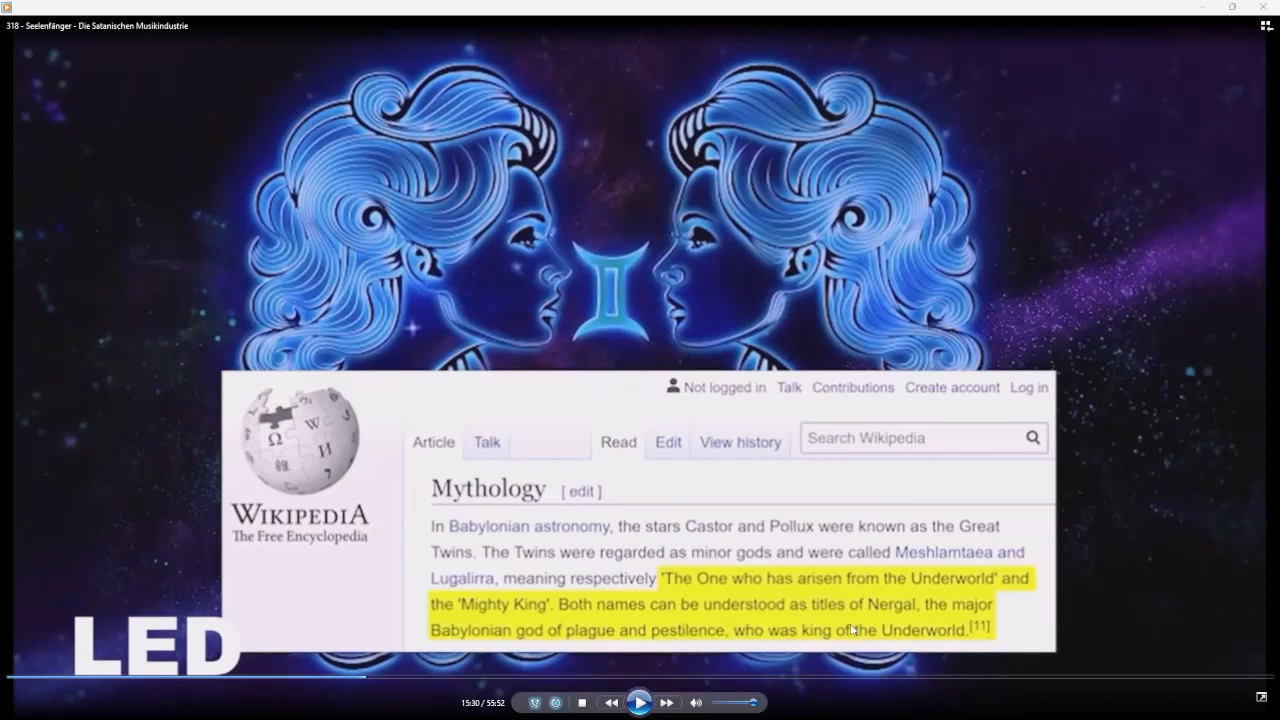 318 - Seelenfänger - Die Satanischen Musikindustrie
Not logged in Talk Contributions Create account Log in
Article Talk Read Edit View history Search Wikipedia
WIKIPEDIA
The Free Encyclopedia
Mythology [ edit ]
In Babylonian astronomy, the stars Castor and Pollux were known as the Great
Twins. The Twins were regarded as minor gods and were called Meshlamtaea and
Lugalirra, meaning respectively 'The One who has arisen from the Underworld' and
the 'Mighty King'. Both names can be understood as titles of Nergal, the major
Babylonian god of plague and pestilence, who was king of the Underworld.[11]
LED
15:30 / 55:52